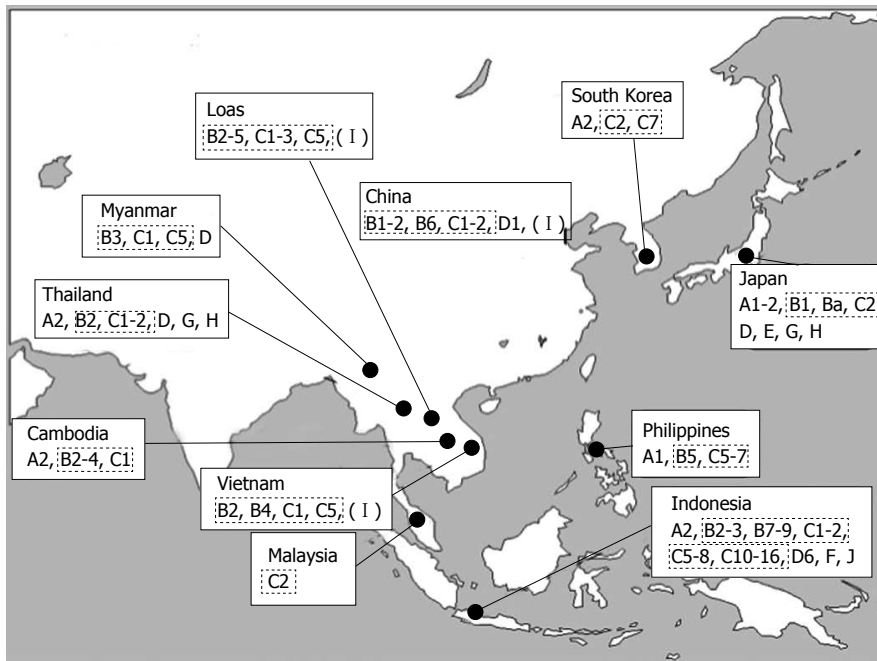 Loas
B2-5, C1-3, C5, ( I )
South Korea
A2, C2, C7
China
B1-2, B6, C1-2, D1, ( I )
Myanmar
B3, C1, C5, D
Japan
A1-2, B1, Ba, C2
D, E, G, H
Thailand
A2, B2, C1-2, D, G, H
Cambodia
A2, B2-4, C1
Philippines
A1, B5, C5-7
Vietnam
B2, B4, C1, C5, ( I )
Indonesia
A2, B2-3, B7-9, C1-2,
C5-8, C10-16, D6, F, J
Malaysia
C2